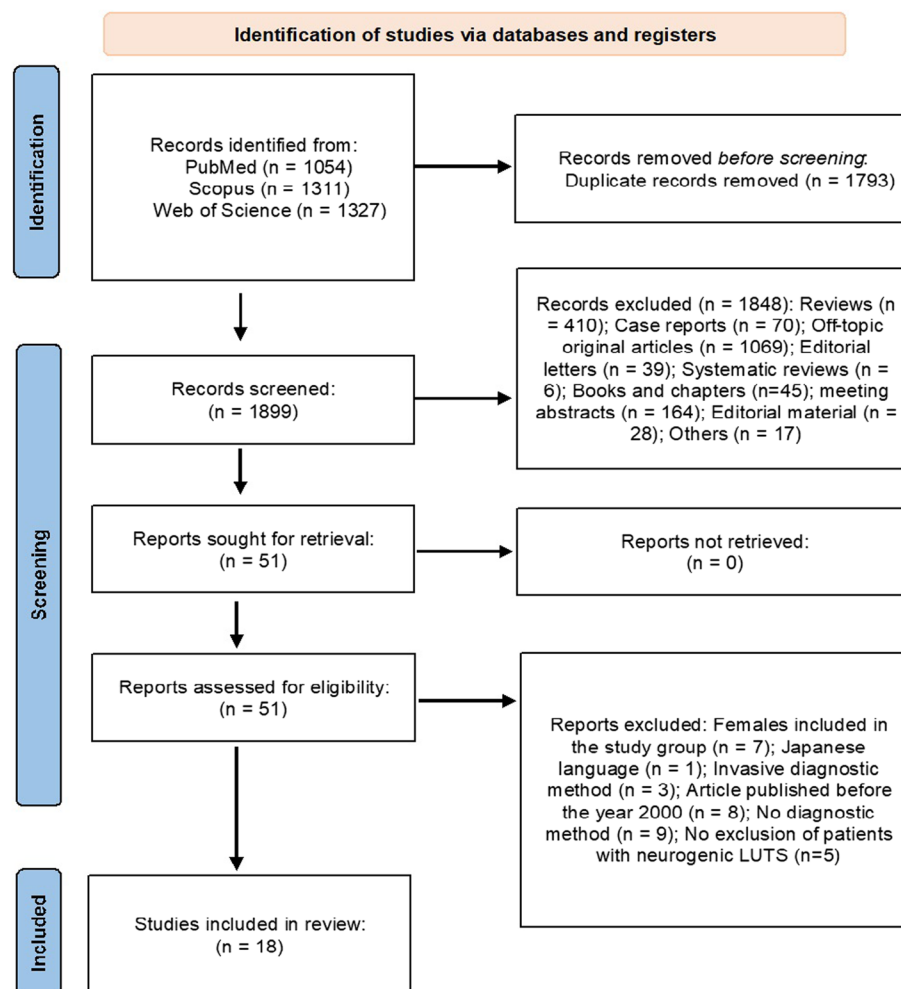 Identification of studies via databases and registers
Identification
Records identified from:
PubMed (n = 1054)
Scopus (n = 1311)
Web of Science (n = 1327)
Records removed before screening:
Duplicate records removed (n = 1793)
Screening
Records screened:
(n = 1899)
Records excluded (n = 1848): Reviews (n
= 410); Case reports (n = 70); Off-topic
original articles (n = 1069); Editorial
letters (n = 39); Systematic reviews (n =
6); Books and chapters (n=45); meeting
abstracts (n = 164); Editorial material (n =
28); Others (n = 17)
Reports sought for retrieval:
(n = 51)
Reports not retrieved:
(n = 0)
Reports assessed for eligibility:
(n = 51)
Reports excluded: Females included in
the study group (n = 7); Japanese
language (n = 1); Invasive diagnostic
method (n = 3); Article published before
the year 2000 (n = 8); No diagnostic
method (n = 9); No exclusion of patients
with neurogenic LUTS (n=5)
Included
Studies included in review:
(n = 18)